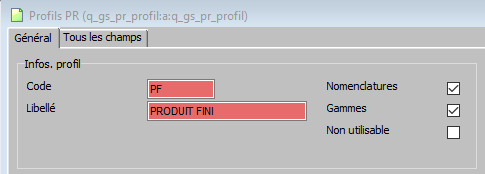 Profils PR (q_gs_pr_profil:a:q_gs_pr_profil)
Général Tous les champs
Infos. profil
Code PF Nomenclatures
Libellé PRODUIT FINI Gammes
Non utilisable